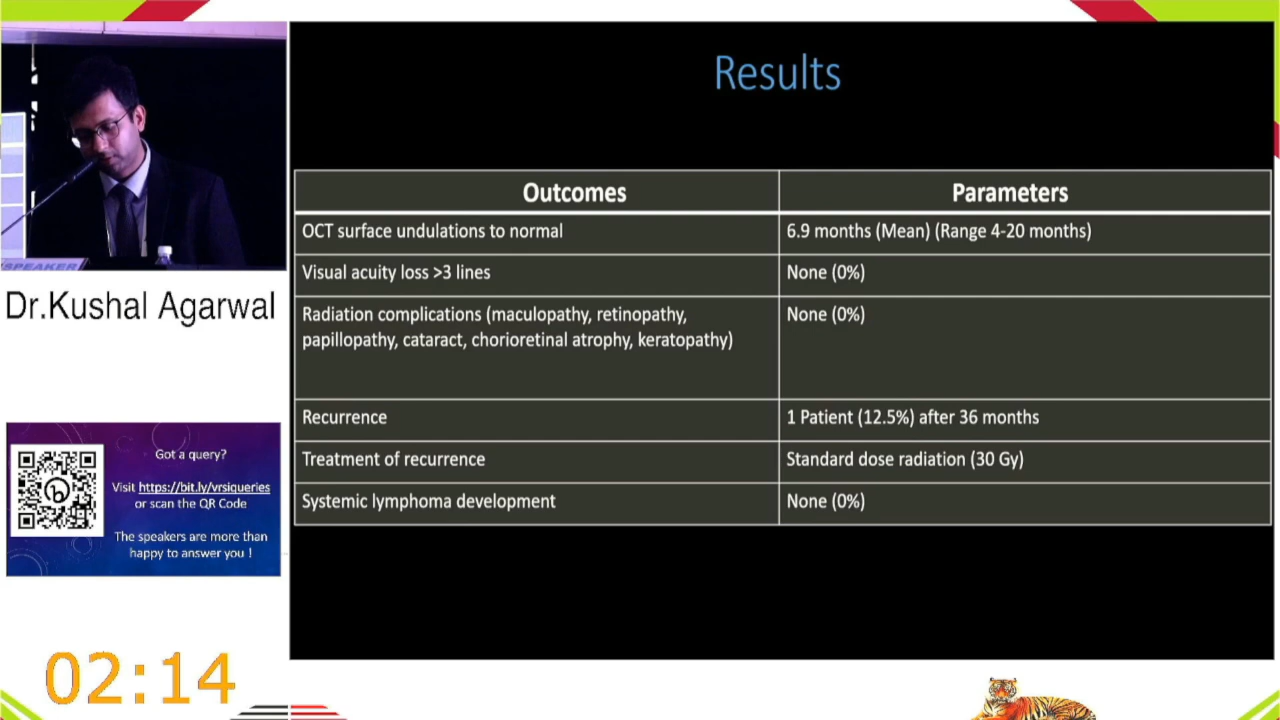 Results
Outcomes
Parameters
OCT surface undulations to normal
6.9 months (Mean) (Range 4-20 months)
Visual acuity loss >3 lines
None (0%)
Radiation complications (maculopathy, retinopathy,
papillopathy, cataract, chorioretinal atrophy, keratopathy)
None (0%)
Recurrence
1 Patient (12.5%) after 36 months
Treatment of recurrence
Standard dose radiation (30 Gy)
Systemic lymphoma development
None (0%)
SPEAKER
Dr.Kushal Agarwal
Got a query?
Visit https://bit.ly/vrsiqueries
or scan the QR Code
The speakers are more than
happy to answer you !
02:14